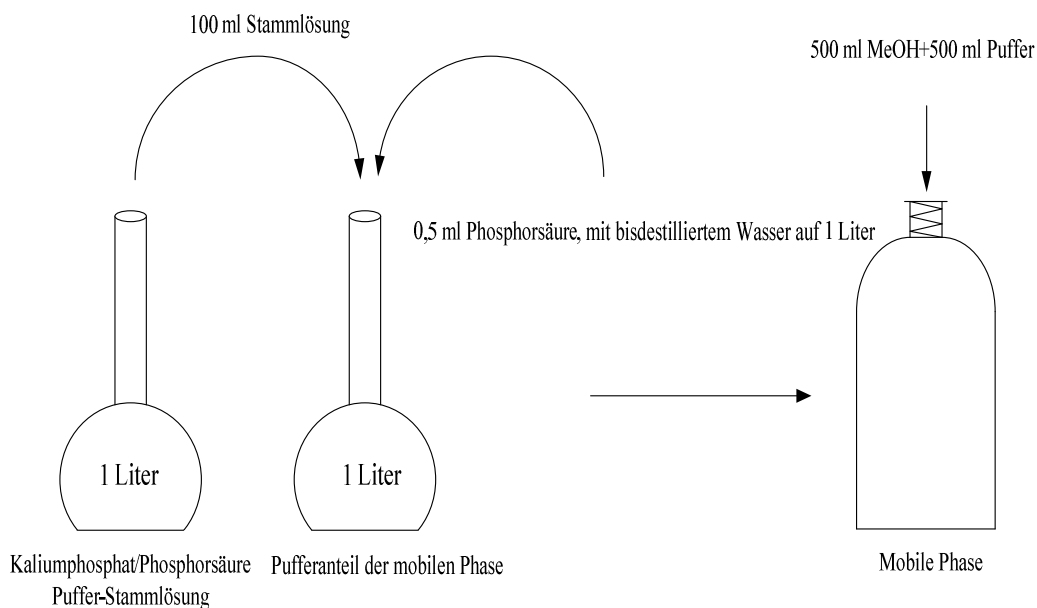 100 ml Stammlösung
500 ml MeOH+500 ml Puffer
0,5 ml Phosphorsäure, mit bisdestilliertem Wasser auf 1 Liter
1 Liter
1 Liter
Kaliumphosphat/Phosphorsäure
Puffer-Stammlösung
Pufferanteil der mobilen Phase
Mobile Phase